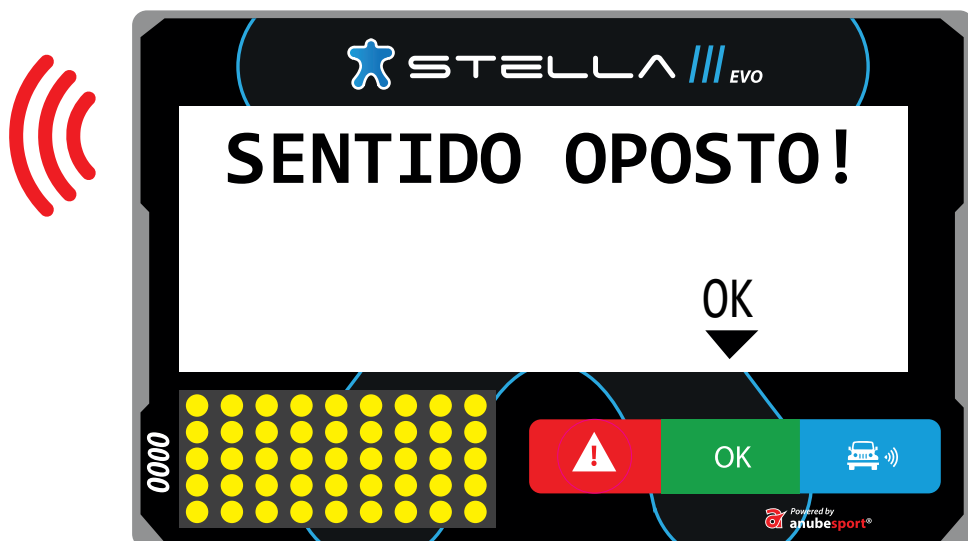 STELLA III EVO
SENTIDO OPOSTO!
OK
0000
OK
Powered by
anubesport®